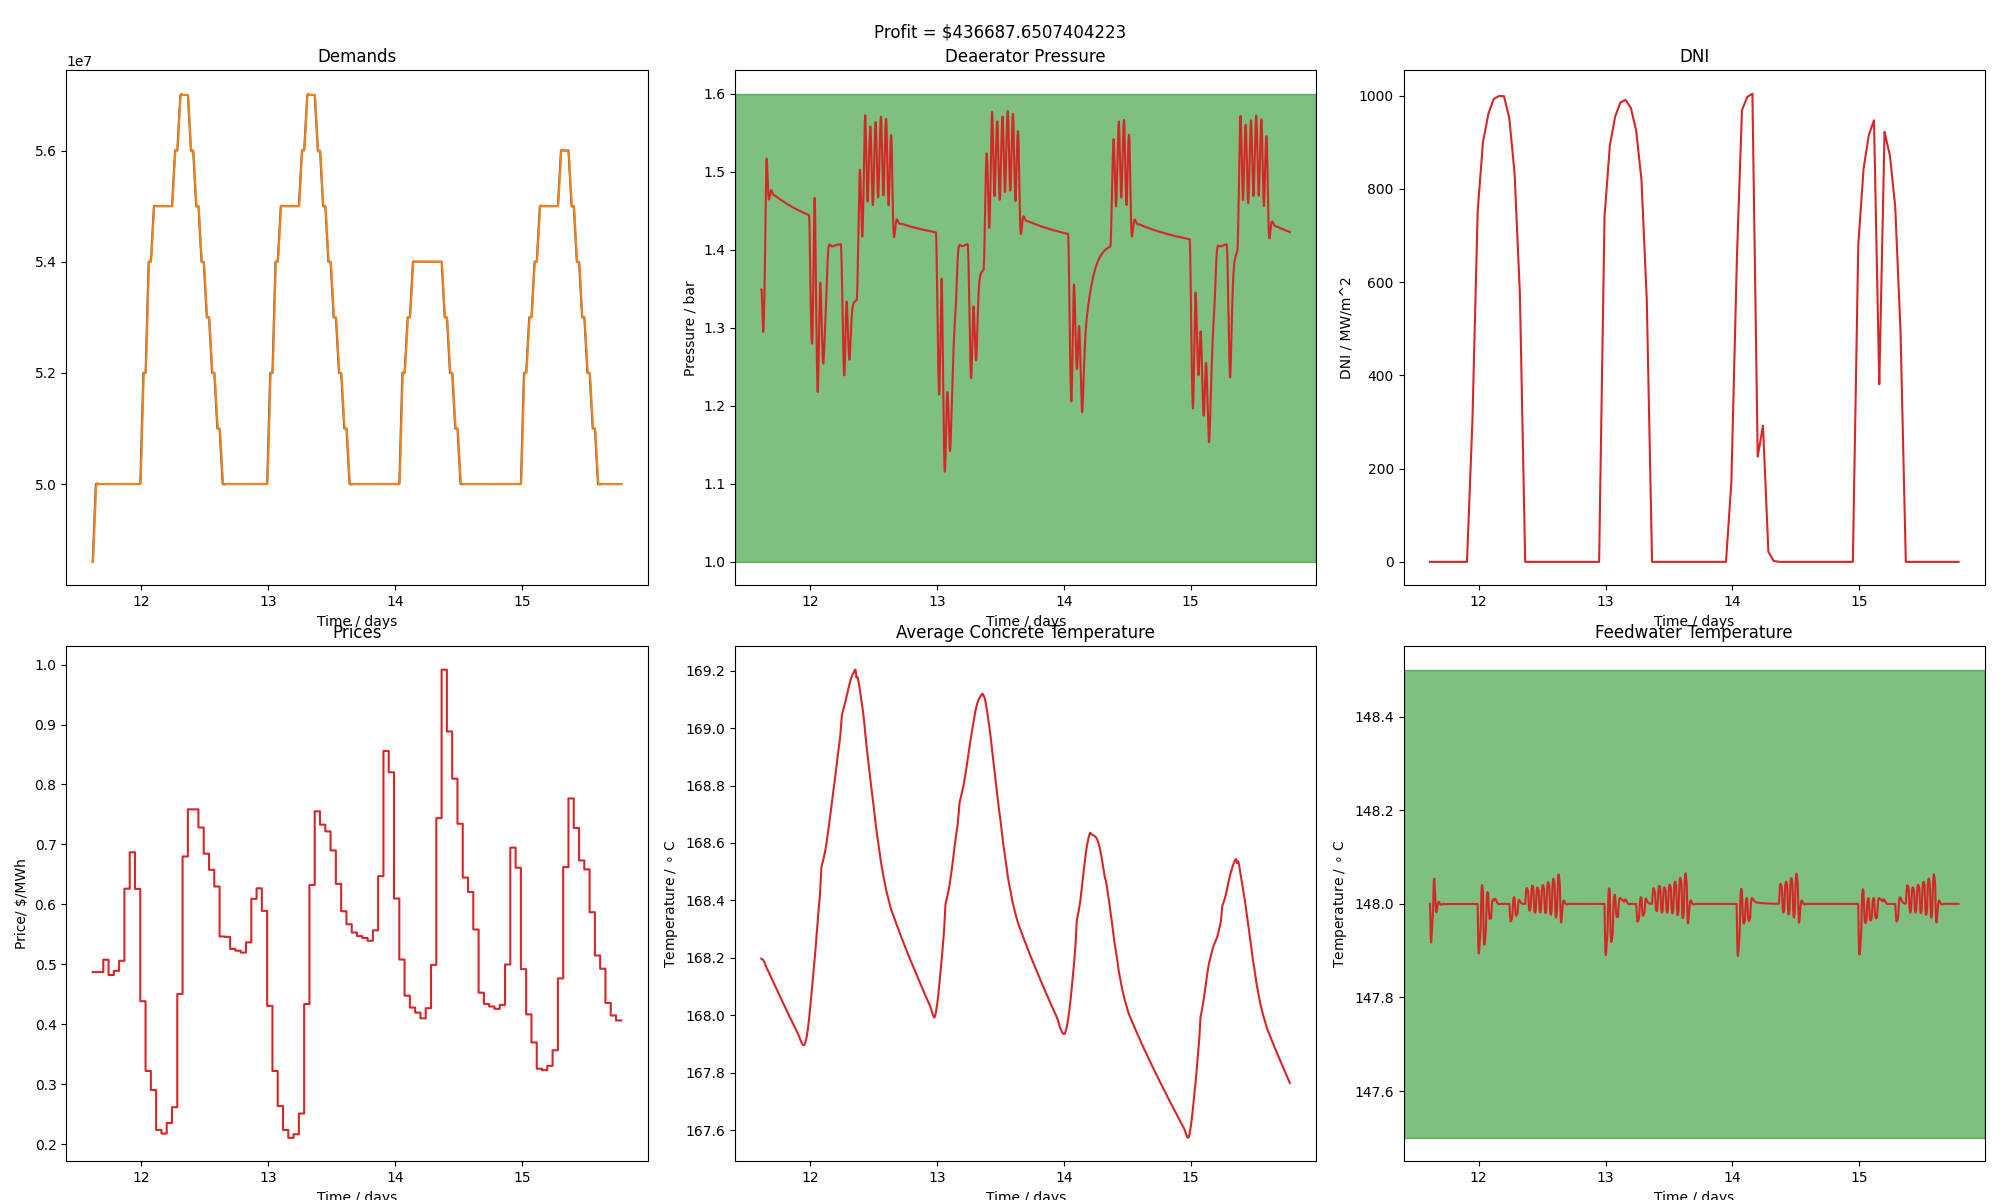 Profit = $436687.6507404223
Demands
1e7
5.6
5.4
5.2
5.0
12 13 14 15
Time / days
Deaerator Pressure
Pressure / bar
1.6
1.5
1.4
1.3
1.2
1.1
1.0
12 13 14 15
Time / days
DNI
DNI / MW/m^2
1000
800
600
400
200
0
12 13 14 15
Time / days
Prices
Price/ $/MWh
1.0
0.9
0.8
0.7
0.6
0.5
0.4
0.3
0.2
12 13 14 15
Time / days
Average Concrete Temperature
Temperature / ∘ C
169.2
169.0
168.8
168.6
168.4
168.2
168.0
167.8
167.6
12 13 14 15
Time / days
Feedwater Temperature
Temperature / ∘ C
148.4
148.2
148.0
147.8
147.6
12 13 14 15
Time / days